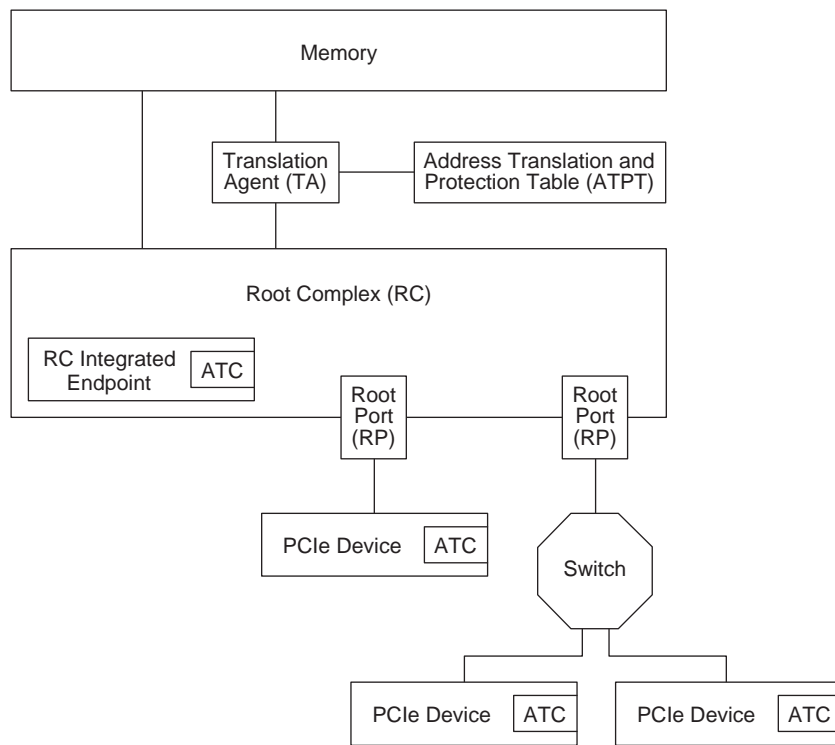 Memory
Translation
Agent (TA)
Address Translation and
Protection Table (ATPT)
Root Complex (RC)
RC Integrated
Endpoint
ATC
Root
Port
(RP)
Root
Port
(RP)
PCIe Device
ATC
Switch
PCIe Device
ATC
PCIe Device
ATC